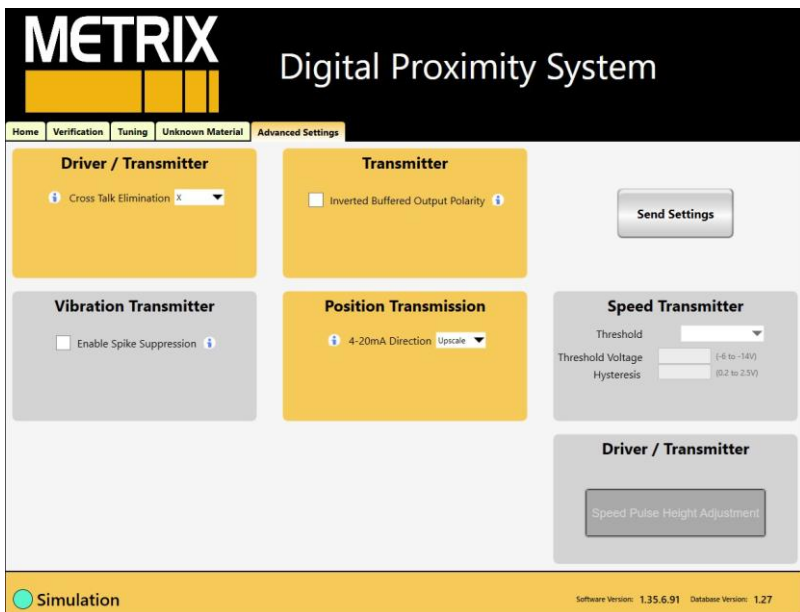 METRIX
Digital Proximity System
Home Verification Tuning Unknown Material Advanced Settings
Driver / Transmitter
Cross Talk Elimination X
Transmitter
Inverted Buffered Output Polarity
Send Settings
Vibration Transmitter
Enable Spike Suppression
Position Transmission
4-20mA Direction Upscale
Speed Transmitter
Threshold
Threshold Voltage (-6 to -14V)
Hysteresis (0.2 to 2.5V)
Driver / Transmitter
Speed Pulse Height Adjustment
Simulation
Software Version: 1.35.6.91 Database Version: 1.27